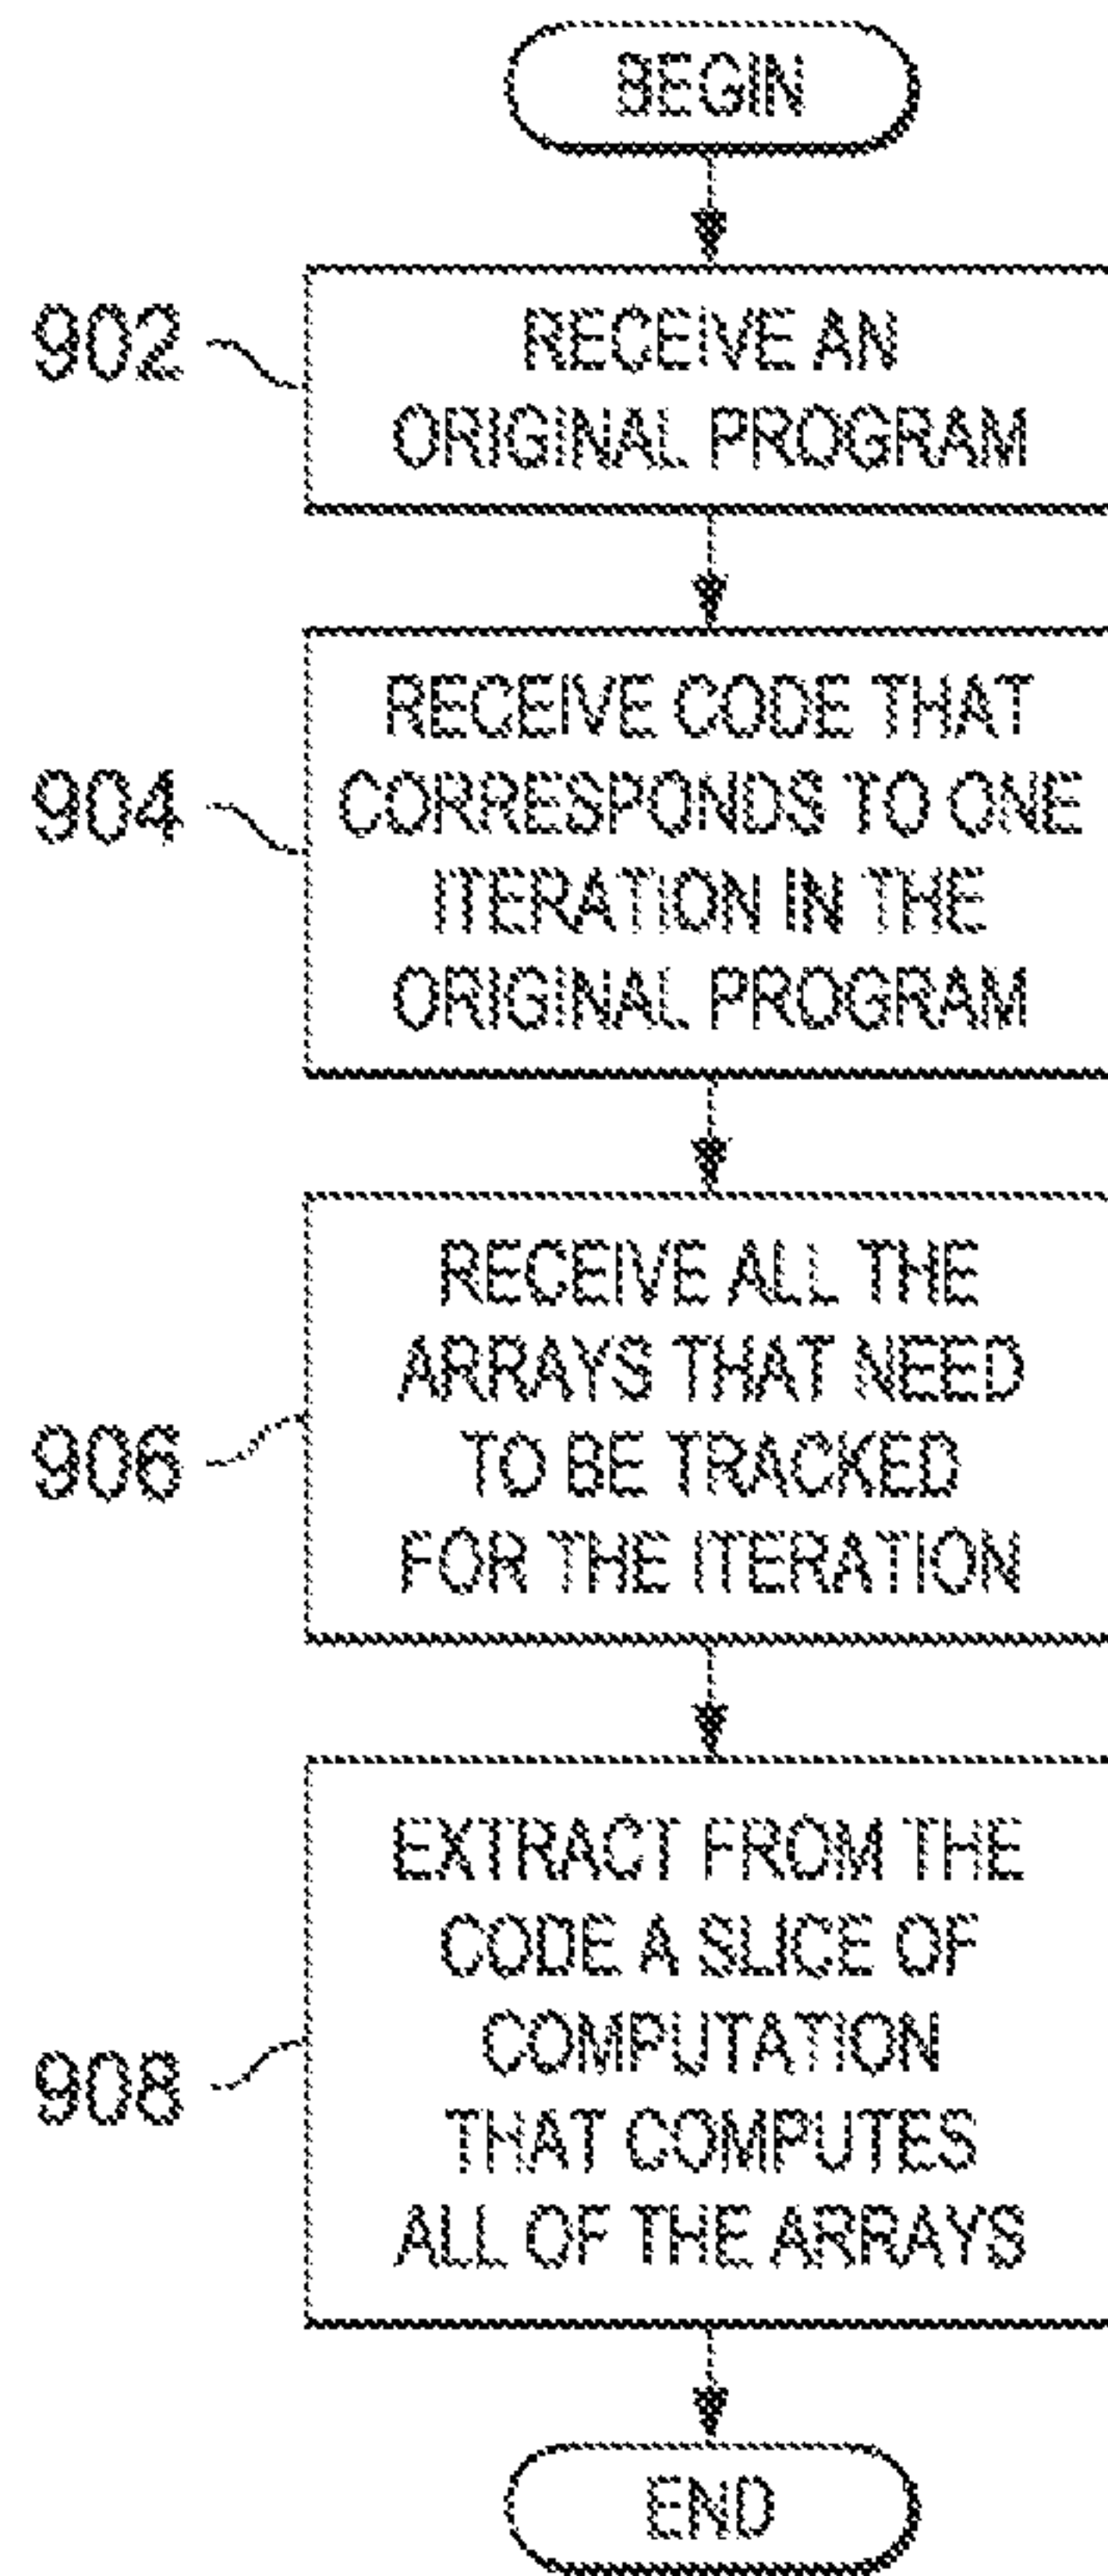 BEGIN
902
RECEIVE AN
ORIGINAL PROGRAM
904
RECEIVE CODE THAT
CORRESPONDS TO ONE
ITERATION IN THE
ORIGINAL PROGRAM
906
RECEIVE ALL THE
ARRAYS THAT NEED
TO BE TRACKED
FOR THE ITERATION
908
EXTRACT FROM THE
CODE A SLICE OF
COMPUTATION
THAT COMPUTES
ALL OF THE ARRAYS
END